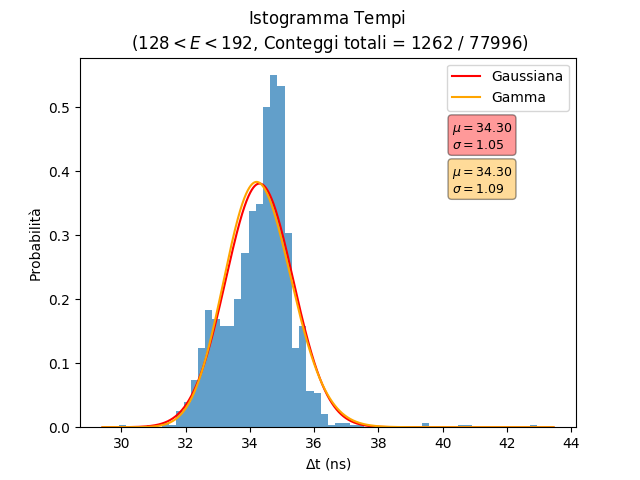 Istogramma Tempi
(128 < E < 192, Conteggi totali = 1262 / 77996)
Gaussiana
Gamma
μ = 34.30
σ = 1.05
μ = 34.30
σ = 1.09
Probabilità
0.5
0.4
0.3
0.2
0.1
0.0
30 32 34 36 38 40 42 44
Δt (ns)